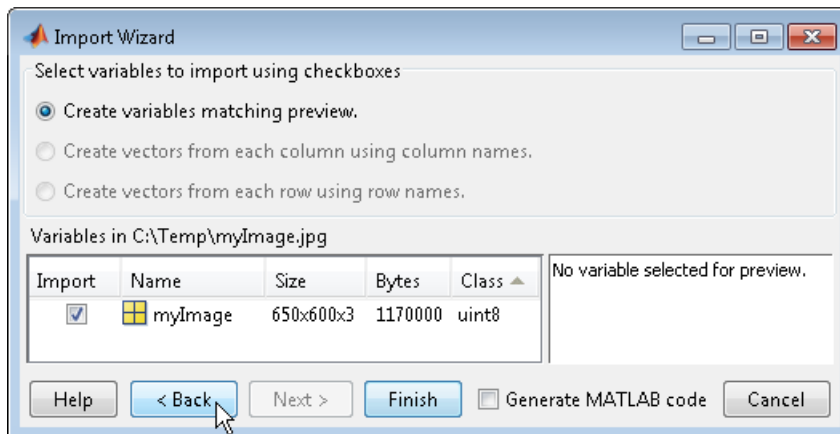 Import Wizard
Select variables to import using checkboxes
Create variables matching preview.
Create vectors from each column using column names.
Create vectors from each row using row names.
Variables in C:\Temp\myImage.jpg
Import Name Size Bytes Class
myImage 650x600x3 1170000 uint8
No variable selected for preview.
Help < Back Next > Finish Generate MATLAB code Cancel